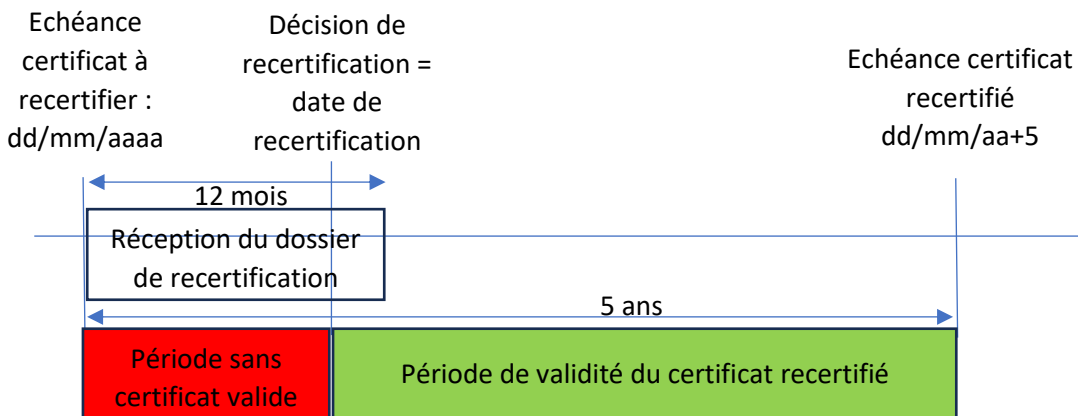 Echéance
certificat à
recertifier :
dd/mm/aaaa
Décision de
recertification =
date de
recertification
Echéance certificat
recertifié
dd/mm/aa+5
12 mois
Réception du dossier
de recertification
5 ans
Période sans
certificat valide
Période de validité du certificat recertifié